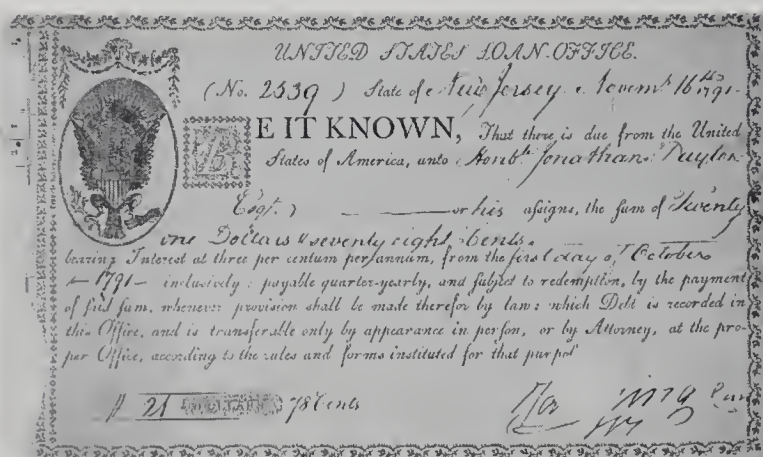 UNITED STATES LOAN-OFFICE.
(No. 2539) State of New Jersey Novemr 16th 1791
BE IT KNOWN, That there is due from the United
States of America, unto Honble Jonathan Dayton
Esqr. or his aſsigns, the ſum of Twenty
one Dollars & seventy eight Cents.
bearing Intereſt at three per centum per annum, from the first day of October
1791 incluſively; payable quarter-yearly, and ſubject to redemption, by the payment
of ſaid ſum, whenever proviſion ſhall be made therefor by law: which Debt is recorded in
this Office, and is transferable only by appearance in perſon, or by Attorney, at the pro-
per Office, according to the rules and forms inſtituted for that purpoſ
21 78 Cents